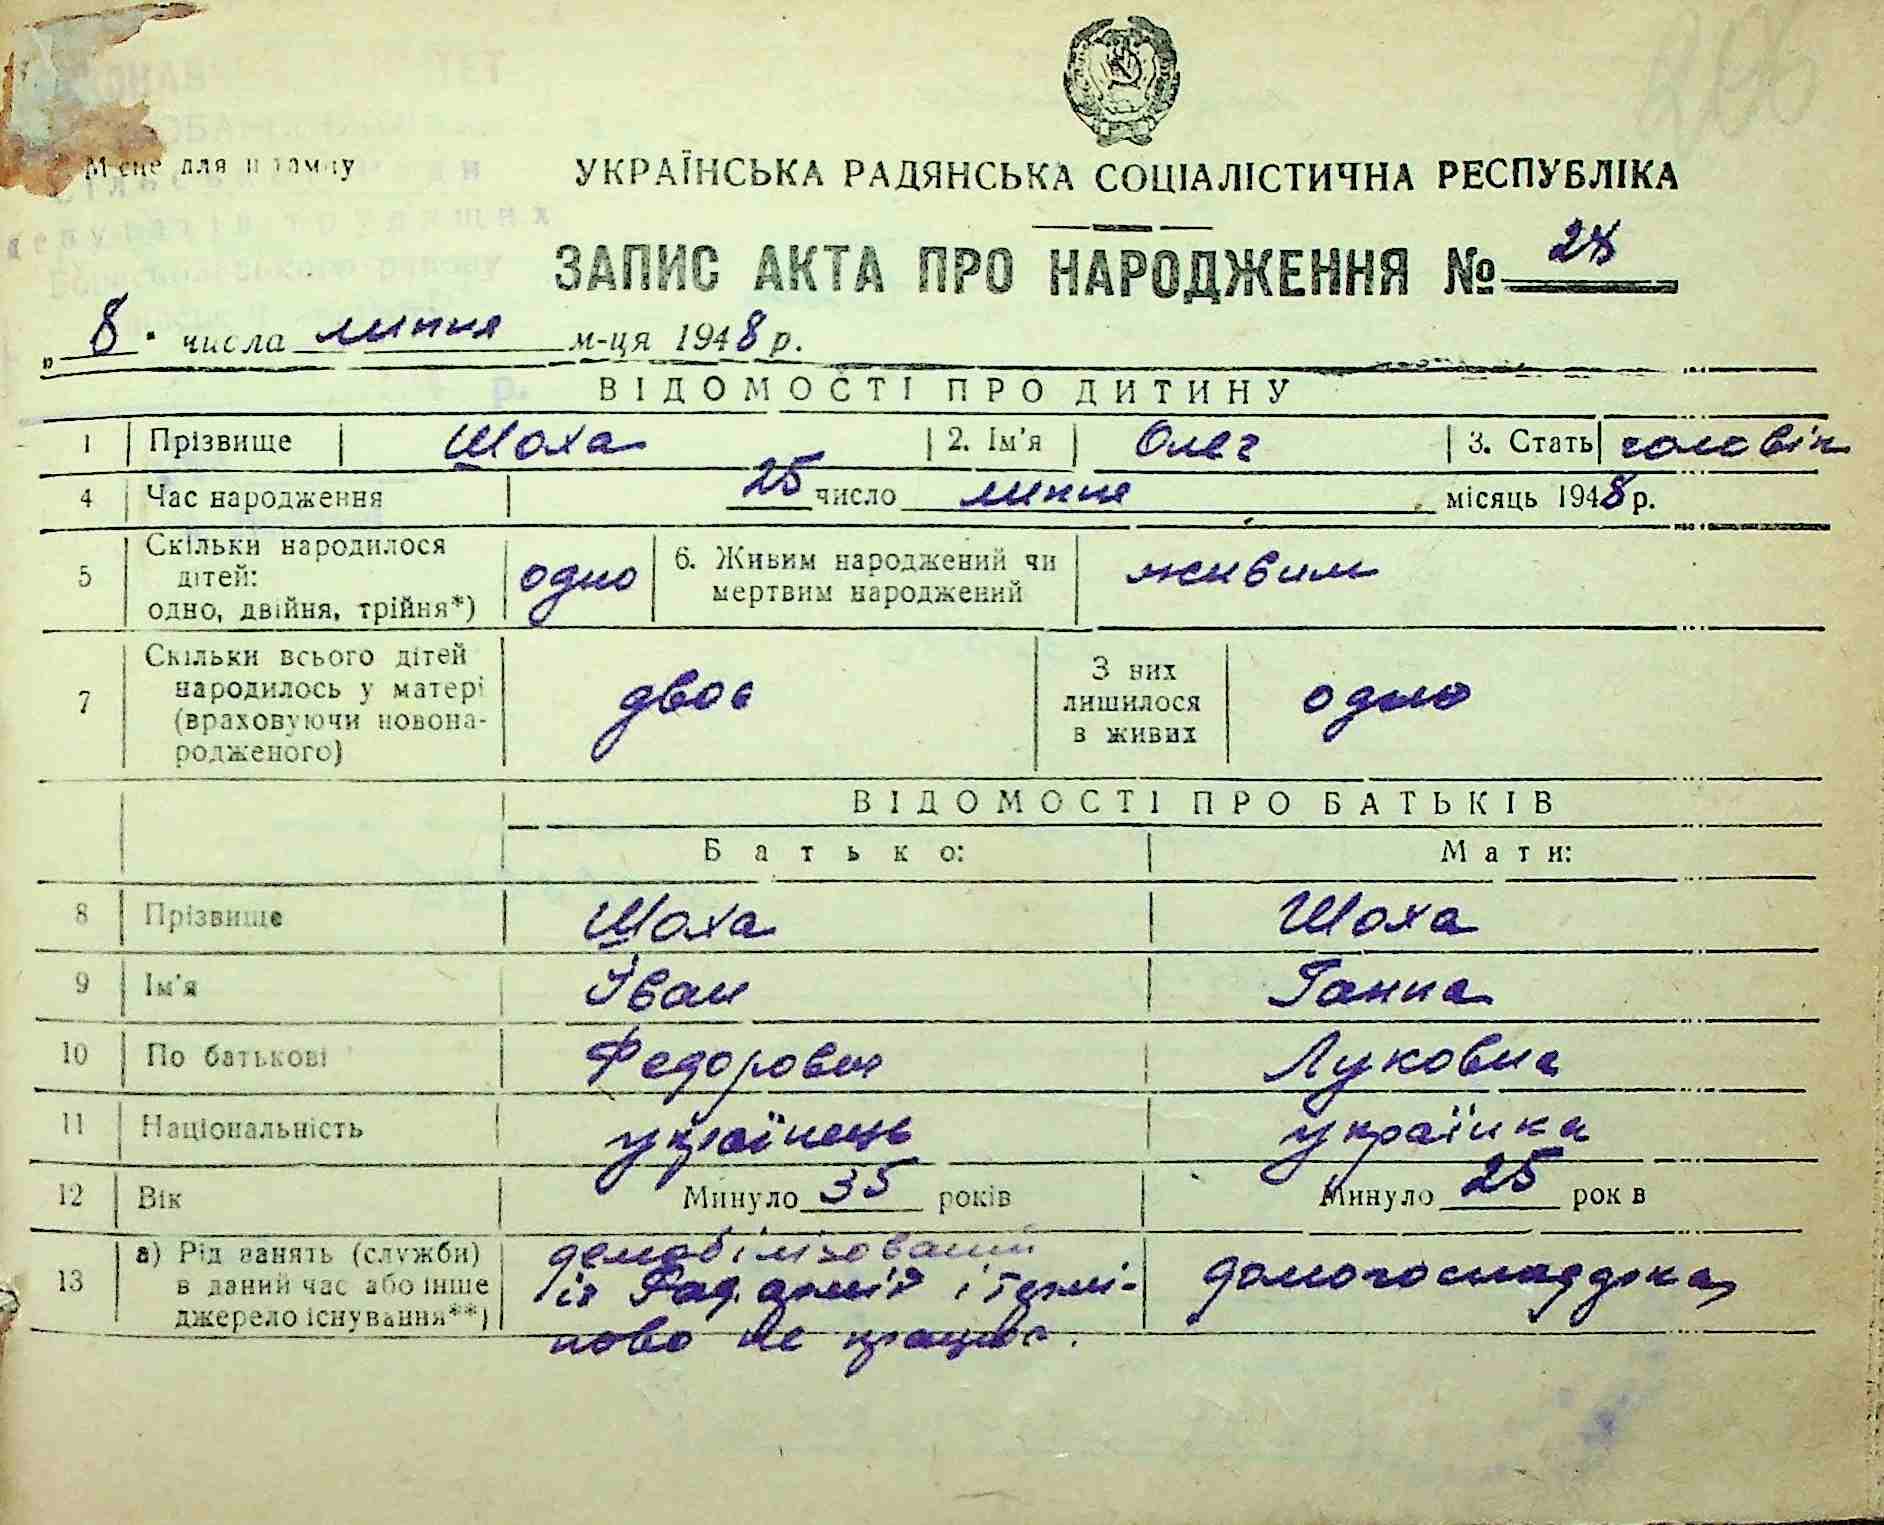 Місце для штампу
УКРАЇНСЬКА РАДЯНСЬКА СОЦІАЛІСТИЧНА РЕСПУБЛІКА
ЗАПИС АКТА ПРО НАРОДЖЕННЯ №
„ 8 " числа липня м-ця 1948 р.
ВІДОМОСТІ ПРО ДИТИНУ
1 Прізвище Шоха 2. Ім'я Олег 3. Стать чоловік
4 Час народження 25 число липня місяць 1948 р.
5 Скільки народилося дітей: одно, двійня, трійня*) одно 6. Живим народжений чи мертвим народжений живим
7 Скільки всього дітей народилось у матері (враховуючи новонародженого) двоє З них лишилося в живих одно
ВІДОМОСТІ ПРО БАТЬКІВ
Батько: Мати:
8 Прізвище Шоха Шоха
9 Ім'я Іван Ганна
10 По батькові Федорович Луковна
11 Національність українець українка
12 Вік Минуло 35 років Минуло 25 років
13 а) Рід занять (служби) в даний час або інше джерело існування**) демобілізований із Рад. армії і терміново не працює. домогосподарка